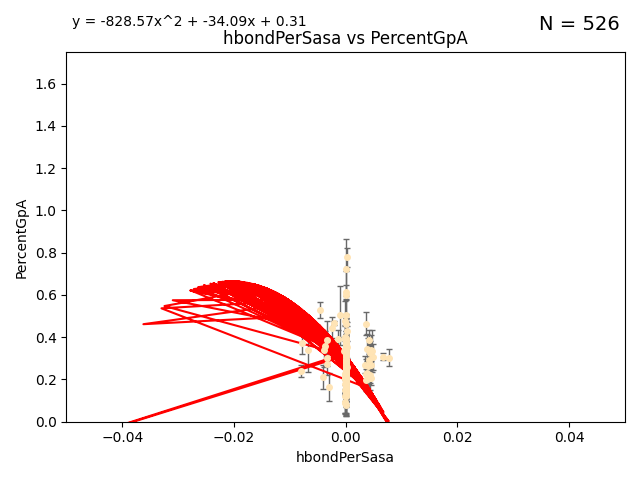 y = -828.57x^2 + -34.09x + 0.31
N = 526
hbondPerSasa vs PercentGpA
PercentGpA
1.6
1.4
1.2
1.0
0.8
0.6
0.4
0.2
0.0
−0.04
−0.02
0.00
0.02
0.04
hbondPerSasa